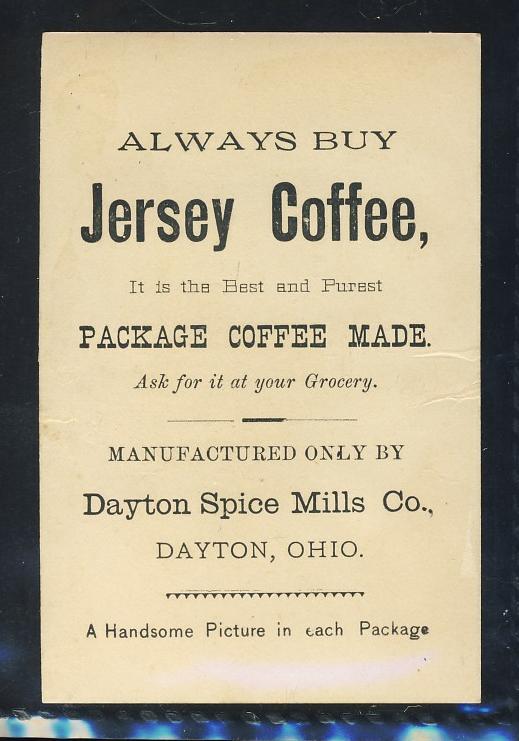 ALWAYS BUY
Jersey Coffee,
It is the Best and Purest
PACKAGE COFFEE MADE.
Ask for it at your Grocery.
MANUFACTURED ONLY BY
Dayton Spice Mills Co.,
DAYTON, OHIO.
A Handsome Picture in each Package